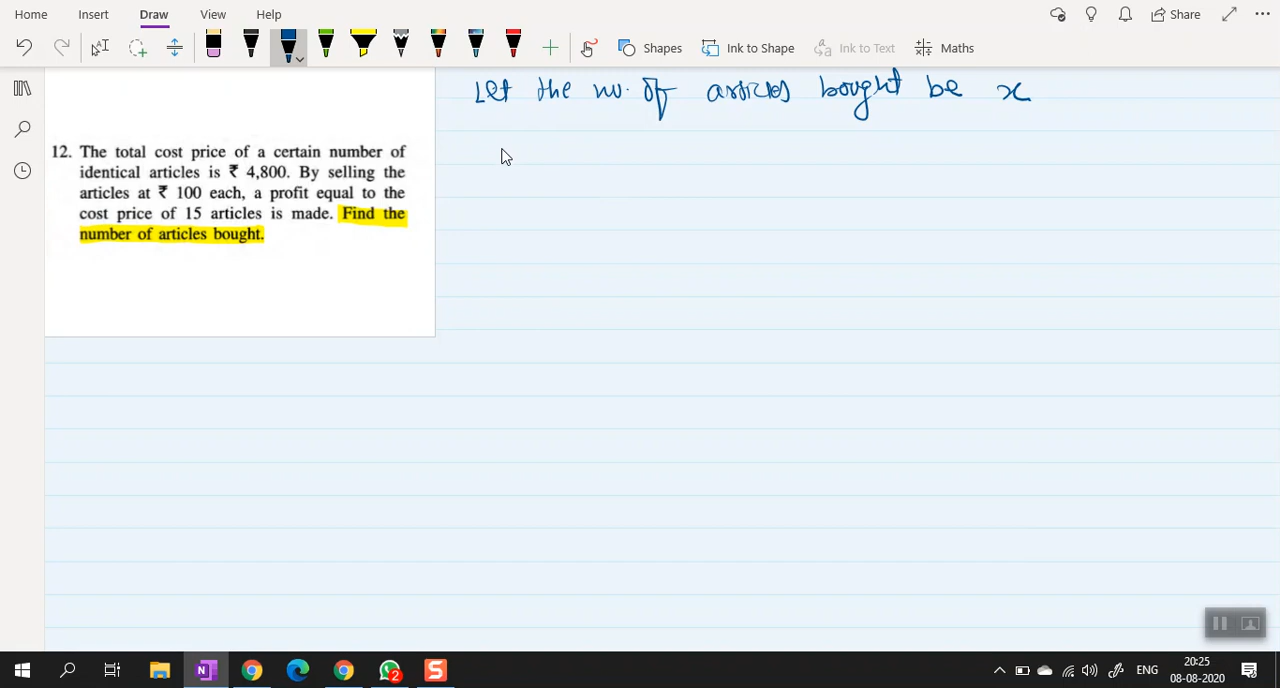 Home Insert Draw View Help Share
Shapes Ink to Shape Ink to Text Maths
Let the no. of articles bought be x
12. The total cost price of a certain number of
identical articles is ₹ 4,800. By selling the
articles at ₹ 100 each, a profit equal to the
cost price of 15 articles is made. Find the
number of articles bought.
N 2 S ENG 20:25
08-08-2020